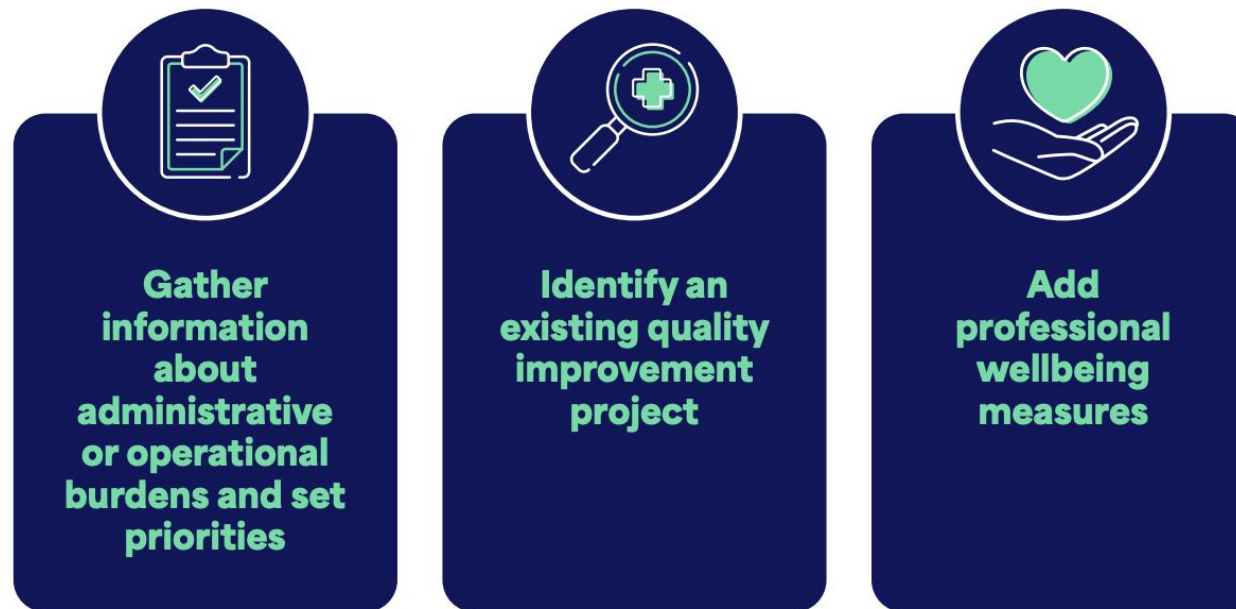 Gather
information
about
administrative
or operational
burdens and set
priorities
Identify an
existing quality
improvement
project
Add
professional
wellbeing
measures